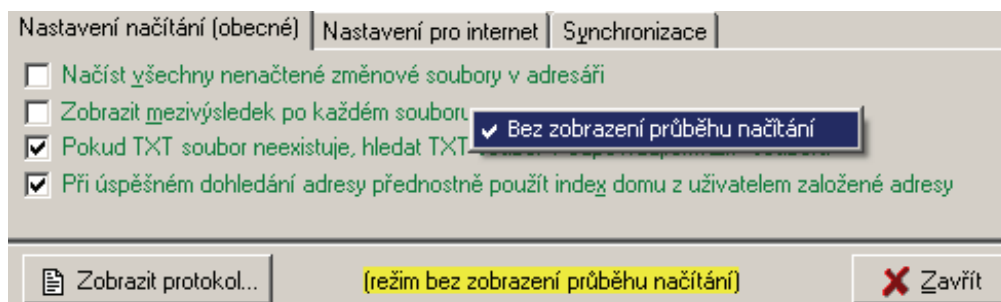 Nastavení načítání (obecné) Nastavení pro internet Synchronizace
Načíst všechny nenačtené změnové soubory v adresáři
Zobrazit mezivýsledek po každém souboru
Bez zobrazení průběhu načítání
Pokud TXT soubor neexistuje, hledat TXT
Při úspěšném dohledání adresy přednostně použít index domu z uživatelem založené adresy
Zobrazit protokol... (režim bez zobrazení průběhu načítání) Zavřít